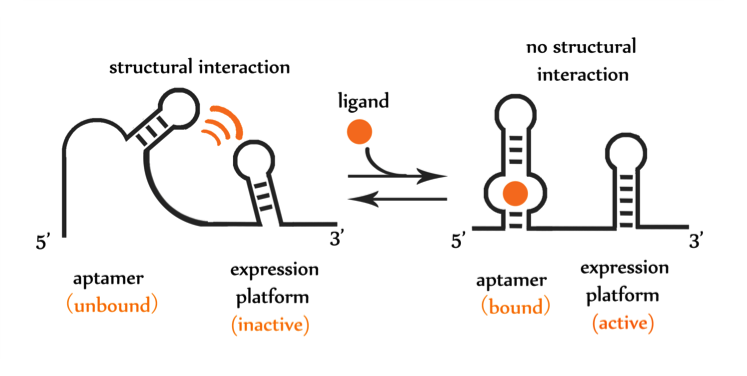 structural interaction
ligand
no structural
interaction
5’
3’
5’
3’
aptamer
(unbound)
expression
platform
(inactive)
aptamer
(bound)
expression
platform
(active)